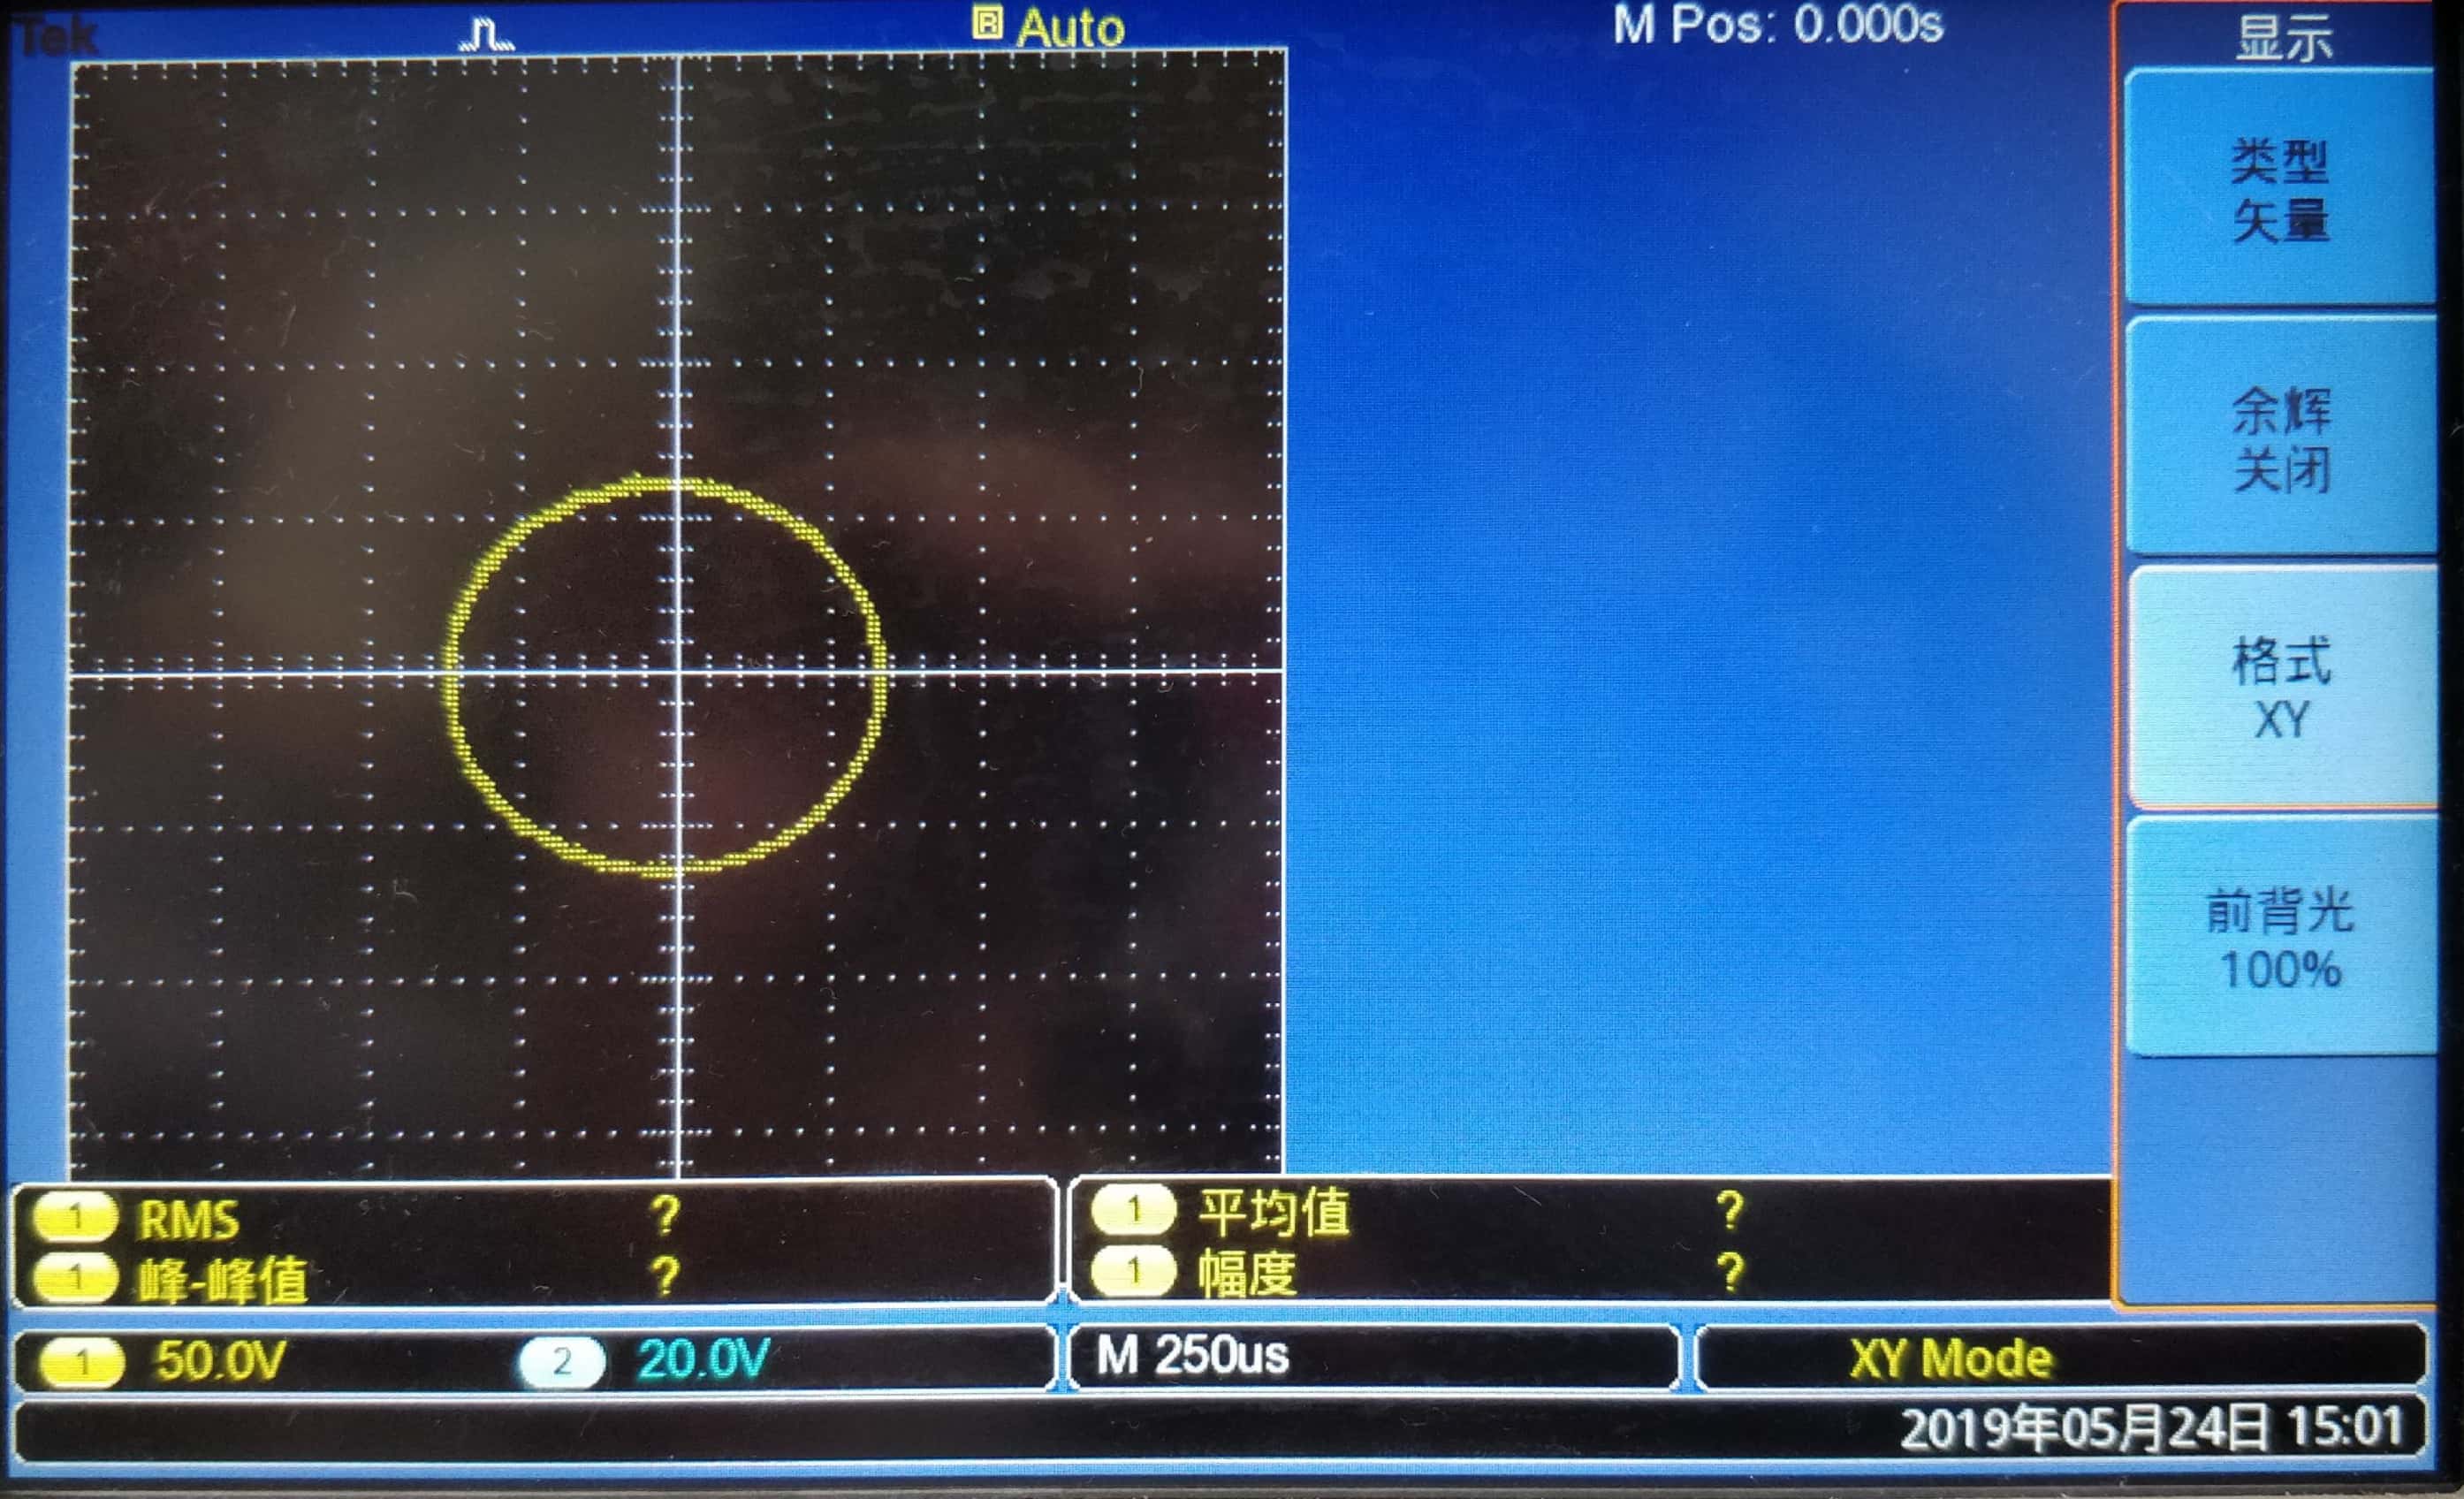 Tek
R Auto
M Pos: 0.000s
显示
类型
矢量
余辉
关闭
格式
XY
前背光
100%
1 RMS ?
1 峰-峰值 ?
1 平均值 ?
1 幅度 ?
1 50.0V
2 20.0V
M 250us
XY Mode
2019年05月24日 15:01